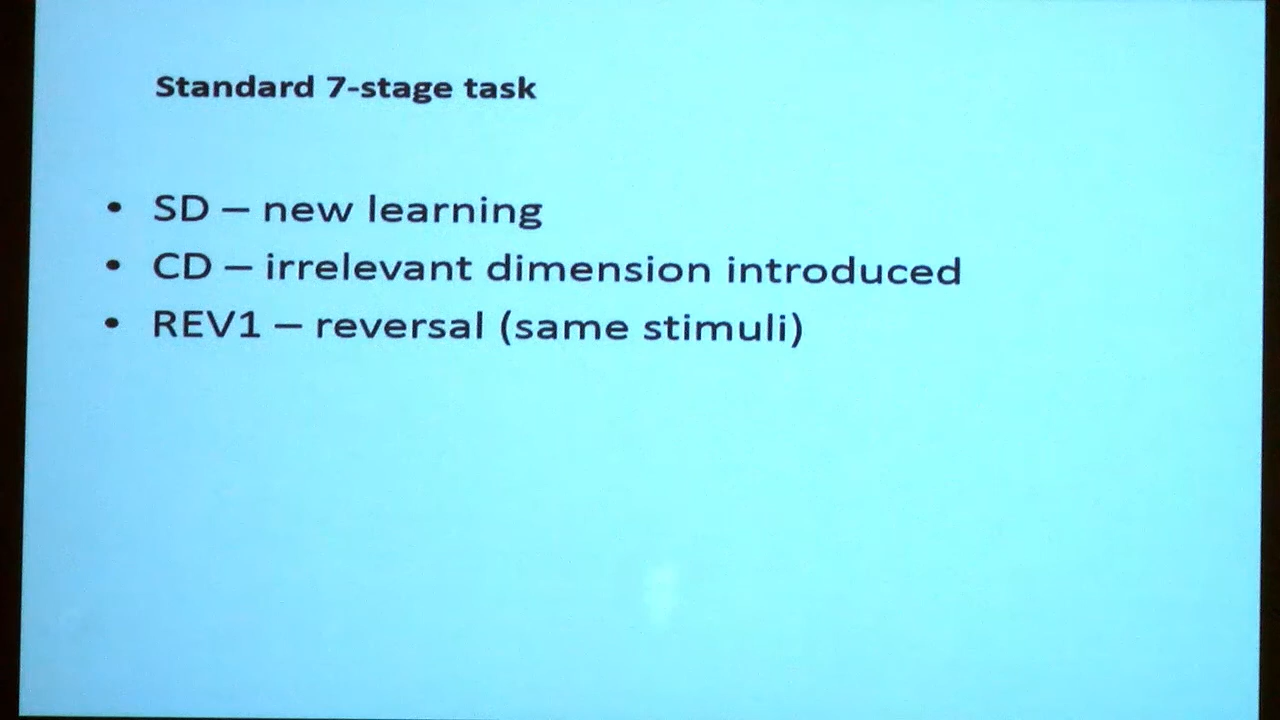 Standard 7-stage task
• SD – new learning
• CD – irrelevant dimension introduced
• REV1 – reversal (same stimuli)